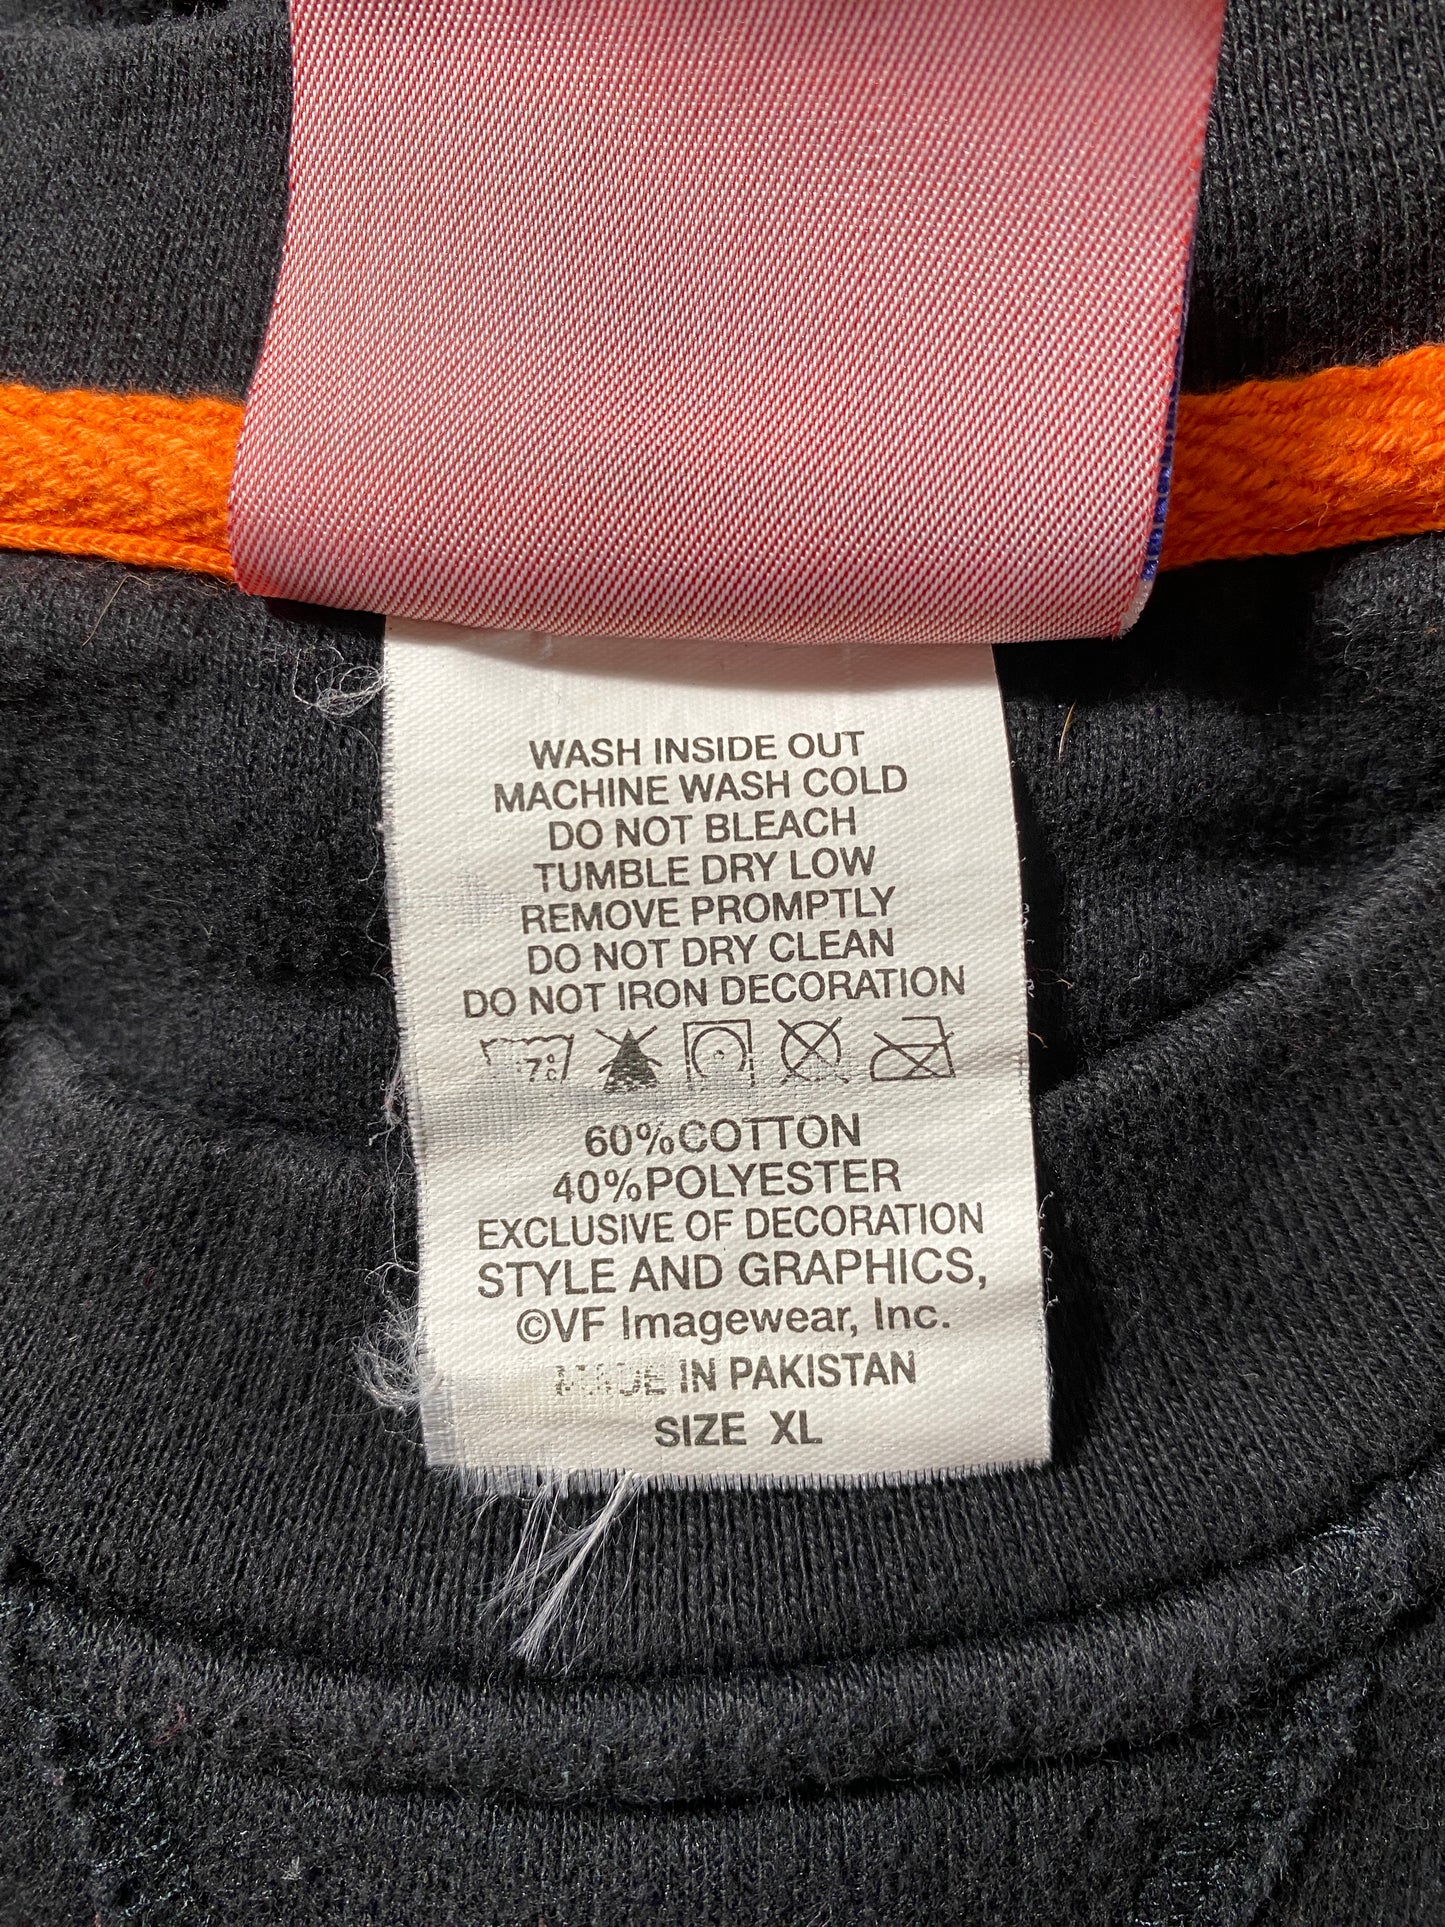 WASH INSIDE OUT
MACHINE WASH COLD
DO NOT BLEACH
TUMBLE DRY LOW
REMOVE PROMPTLY
DO NOT DRY CLEAN
DO NOT IRON DECORATION
60%COTTON
40%POLYESTER
EXCLUSIVE OF DECORATION
STYLE AND GRAPHICS,
©VF Imagewear, Inc.
MADE IN PAKISTAN
SIZE XL